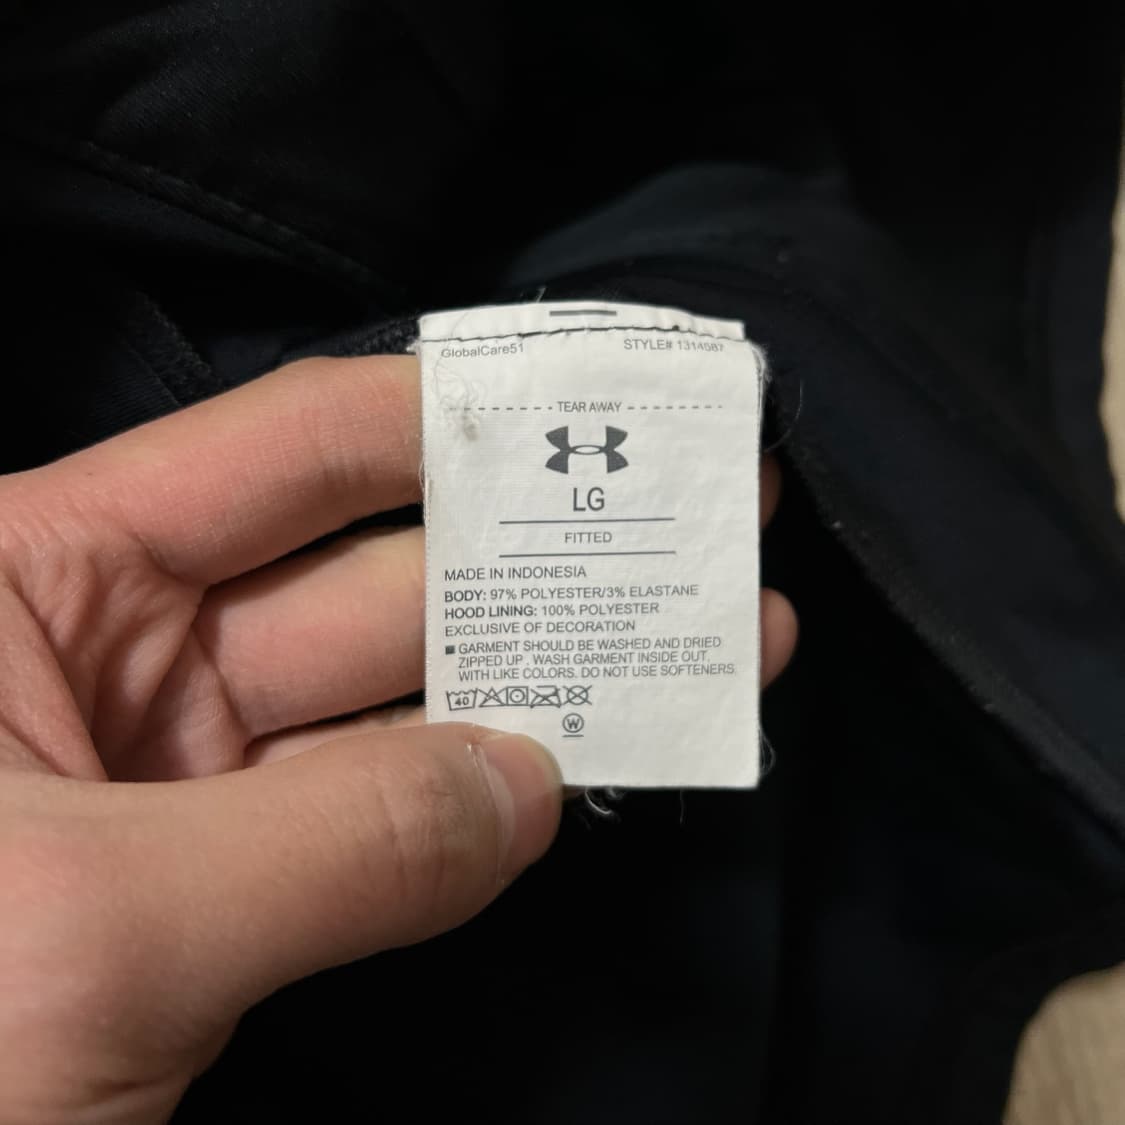 GlobalCare51 STYLE# 1314587
TEAR AWAY
LG
FITTED
MADE IN INDONESIA
BODY: 97% POLYESTER/3% ELASTANE
HOOD LINING: 100% POLYESTER
EXCLUSIVE OF DECORATION
GARMENT SHOULD BE WASHED AND DRIED
ZIPPED UP . WASH GARMENT INSIDE OUT,
WITH LIKE COLORS. DO NOT USE SOFTENERS.
40
W